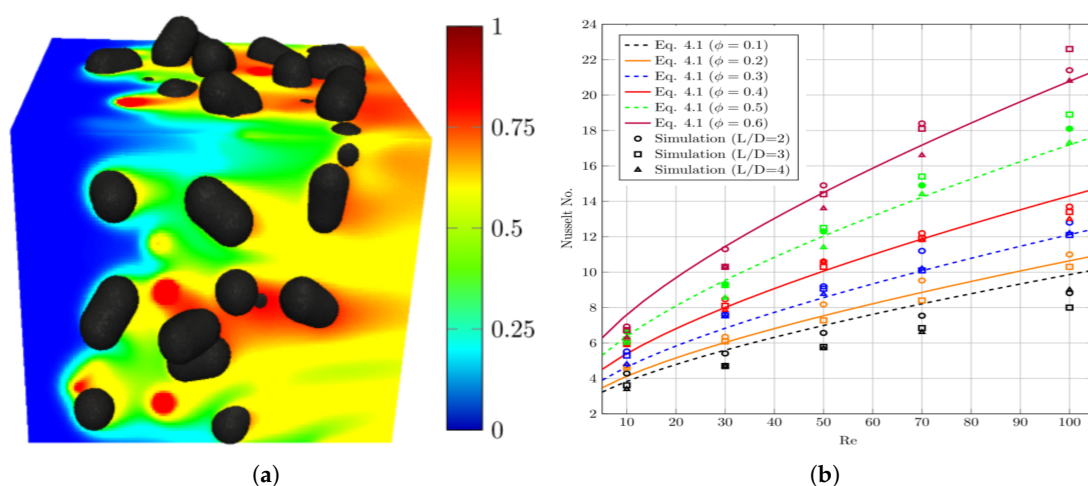 1
0.75
0.5
0.25
0
(a)
24
22
20
18
16
14
12
10
8
6
4
2
Nusselt No.
Eq. 4.1 (ϕ = 0.1)
Eq. 4.1 (ϕ = 0.2)
Eq. 4.1 (ϕ = 0.3)
Eq. 4.1 (ϕ = 0.4)
Eq. 4.1 (ϕ = 0.5)
Eq. 4.1 (ϕ = 0.6)
Simulation (L/D=2)
Simulation (L/D=3)
Simulation (L/D=4)
10 20 30 40 50 60 70 80 90 100
Re
(b)